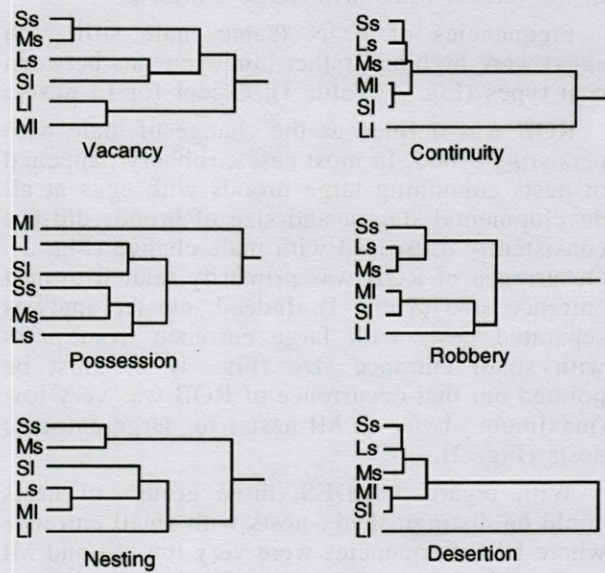 Ss
Ms
Ls
Sl
Ll
Ml
Vacancy
Ss
Ls
Ms
Ml
Sl
Ll
Continuity
Ml
Ll
Sl
Ss
Ms
Ls
Possession
Ss
Ls
Ms
Ml
Sl
Ll
Robbery
Ss
Ms
Sl
Ls
Ml
Ll
Nesting
Ss
Ls
Ms
Ml
Sl
Ll
Desertion